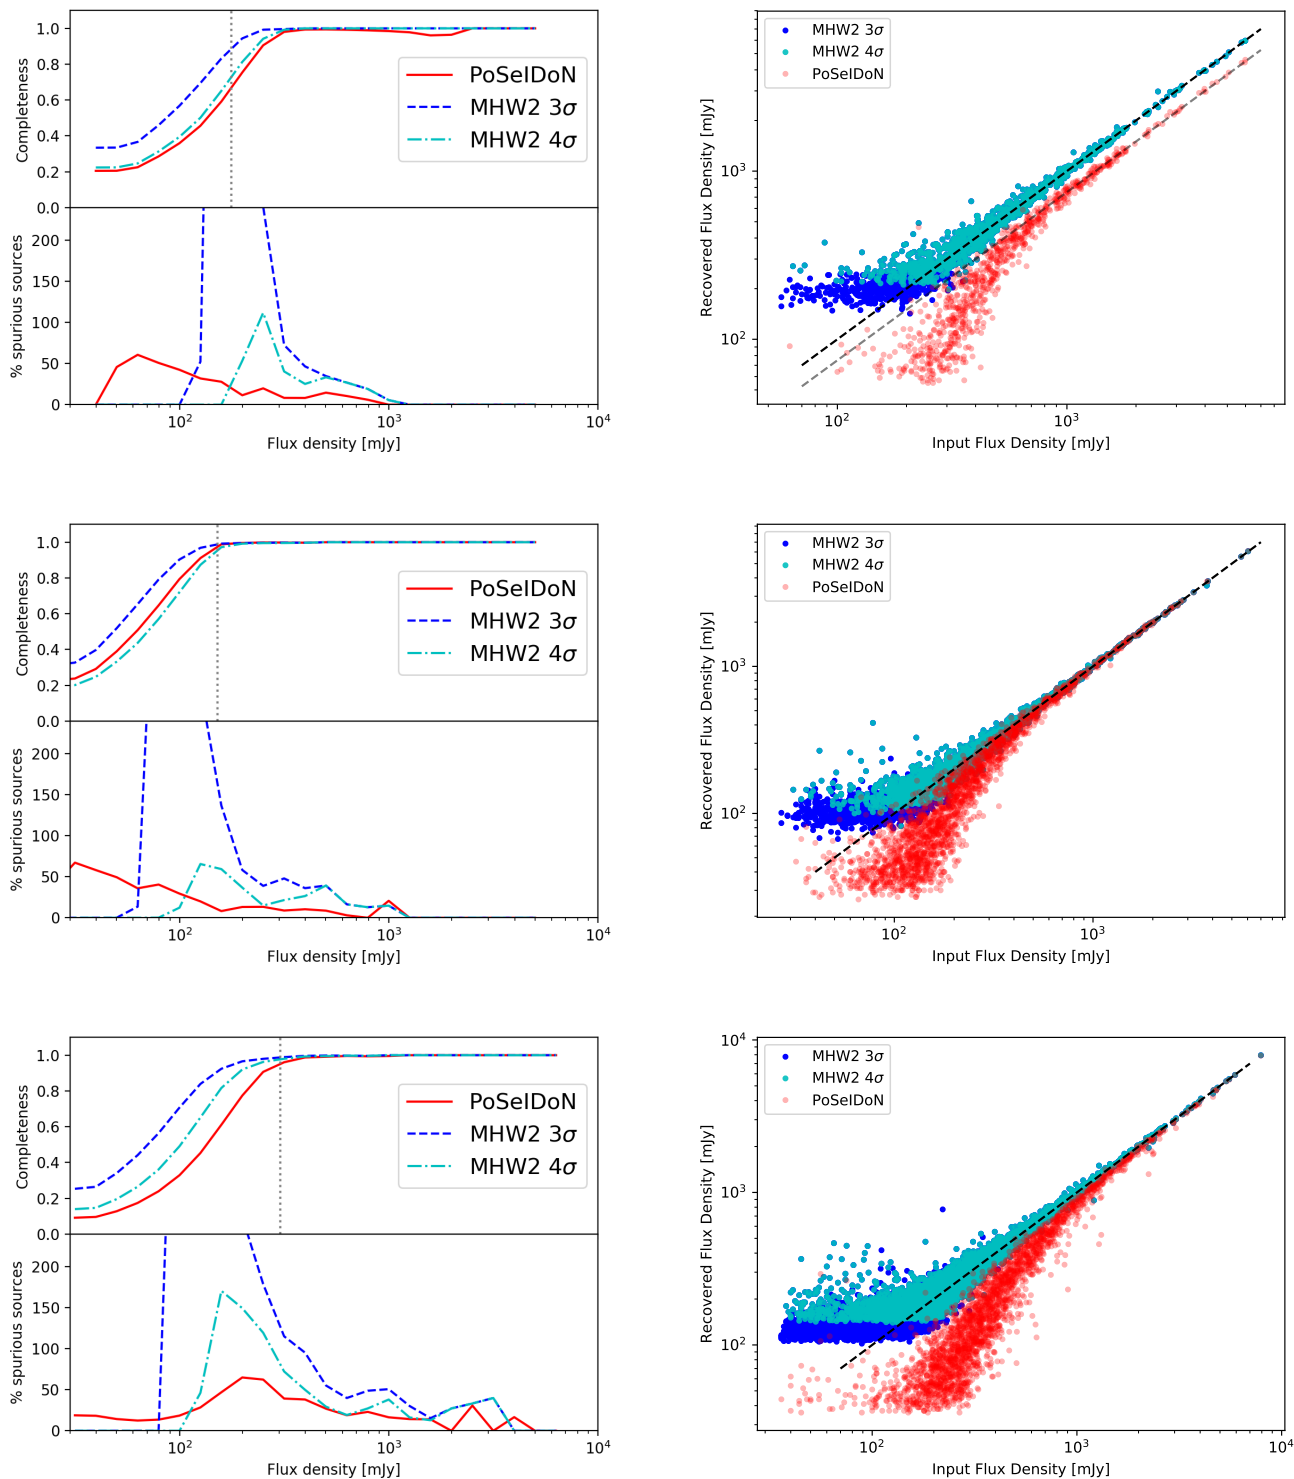 1.0
0.8
0.6
0.4
0.2
0.0
Completeness
PoSeIDoN
MHW2 3σ
MHW2 4σ
200
150
100
50
0
% spurious sources
10²
10³
10⁴
Flux density [mJy]
MHW2 3σ
MHW2 4σ
PoSeIDoN
10³
10²
Recovered Flux Density [mJy]
10²
10³
Input Flux Density [mJy]
1.0
0.8
0.6
0.4
0.2
0.0
Completeness
PoSeIDoN
MHW2 3σ
MHW2 4σ
200
150
100
50
0
% spurious sources
10²
10³
10⁴
Flux density [mJy]
MHW2 3σ
MHW2 4σ
PoSeIDoN
10³
10²
Recovered Flux Density [mJy]
10²
10³
Input Flux Density [mJy]
1.0
0.8
0.6
0.4
0.2
0.0
Completeness
PoSeIDoN
MHW2 3σ
MHW2 4σ
200
150
100
50
0
% spurious sources
10²
10³
10⁴
Flux density [mJy]
MHW2 3σ
MHW2 4σ
PoSeIDoN
10⁴
10³
10²
Recovered Flux Density [mJy]
10²
10³
10⁴
Input Flux Density [mJy]